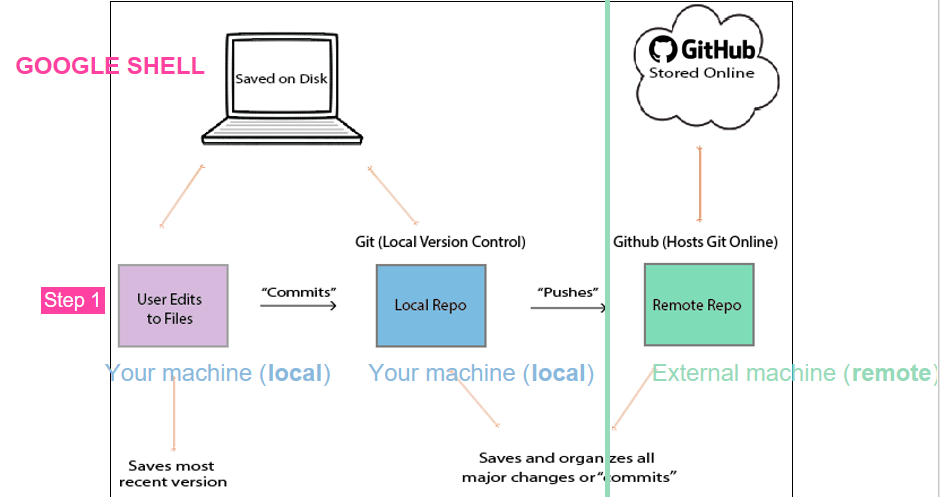 GitHub
Stored Online
GOOGLE SHELL
Saved on Disk
Git (Local Version Control)
Github (Hosts Git Online)
Step 1
User Edits
to Files
“Commits”
Local Repo
“Pushes”
Remote Repo
Your machine (local)
Your machine (local)
External machine (remote)
Saves most
recent version
Saves and organizes all
major changes or “commits”